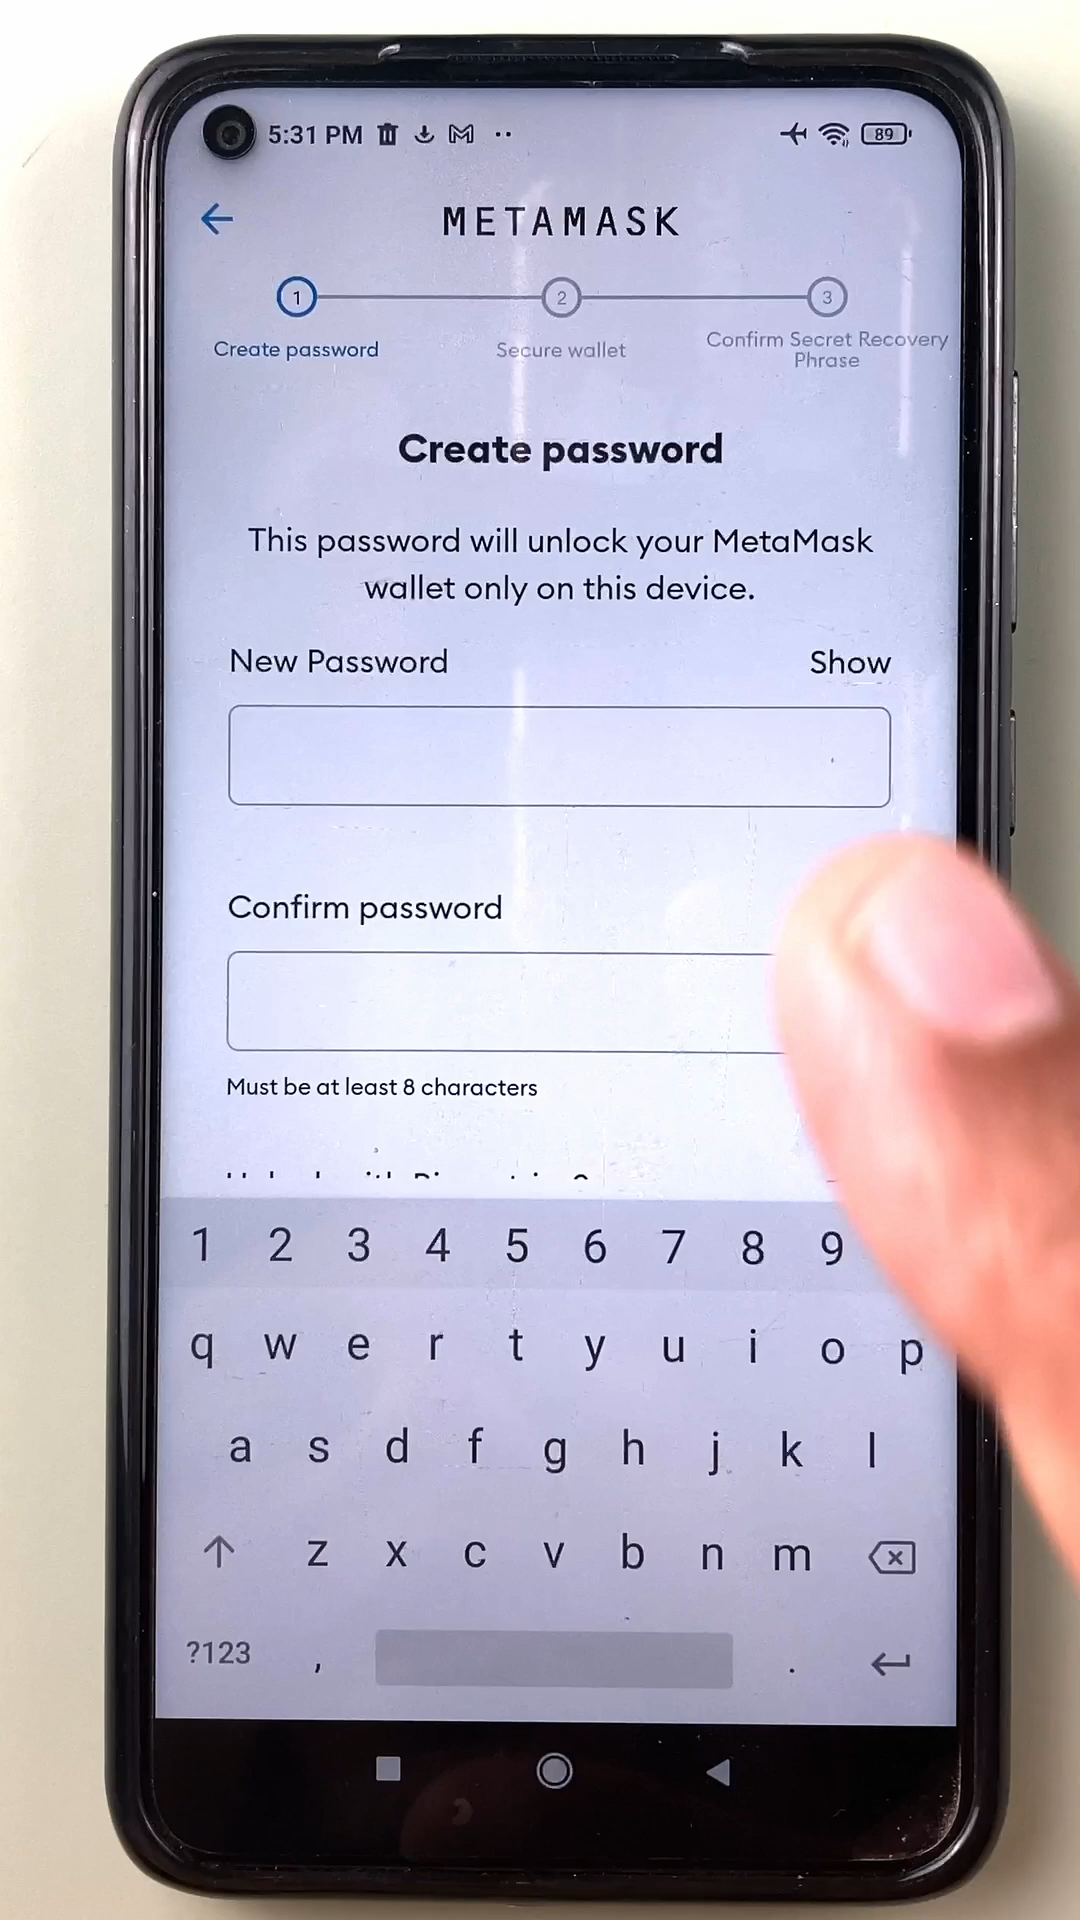 5:31 PM
89
METAMASK
1 2 3
Create password
Secure wallet
Confirm Secret Recovery
Phrase
Create password
This password will unlock your MetaMask
wallet only on this device.
New Password Show
Confirm password
Must be at least 8 characters
1 2 3 4 5 6 7 8 9
q w e r t y u i o p
a s d f g h j k l
z x c v b n m
?123 , .